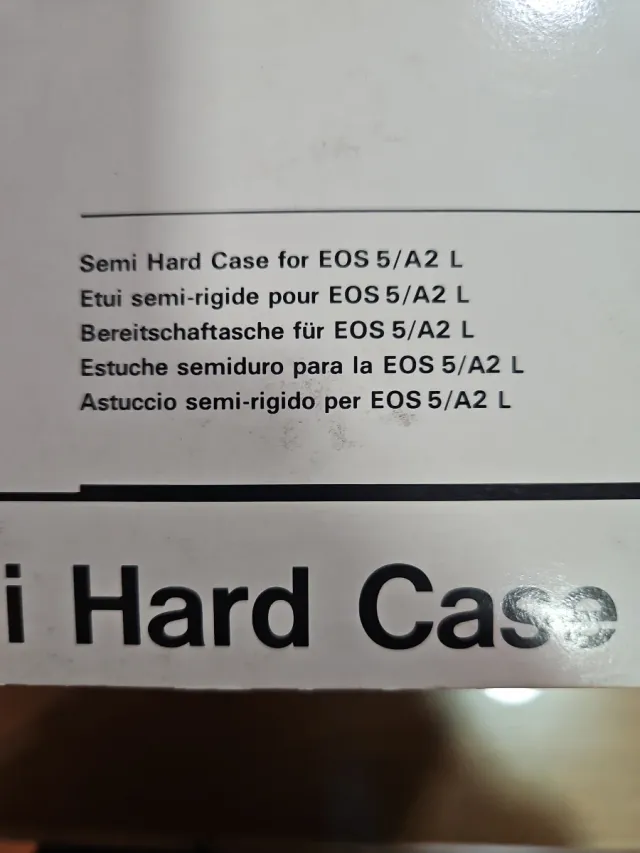 Semi Hard Case for EOS 5/A2 L
Etui semi-rigide pour EOS 5/A2 L
Bereitschaftasche für EOS 5/A2 L
Estuche semiduro para la EOS 5/A2 L
Astuccio semi-rigido per EOS 5/A2 L
i Hard Case